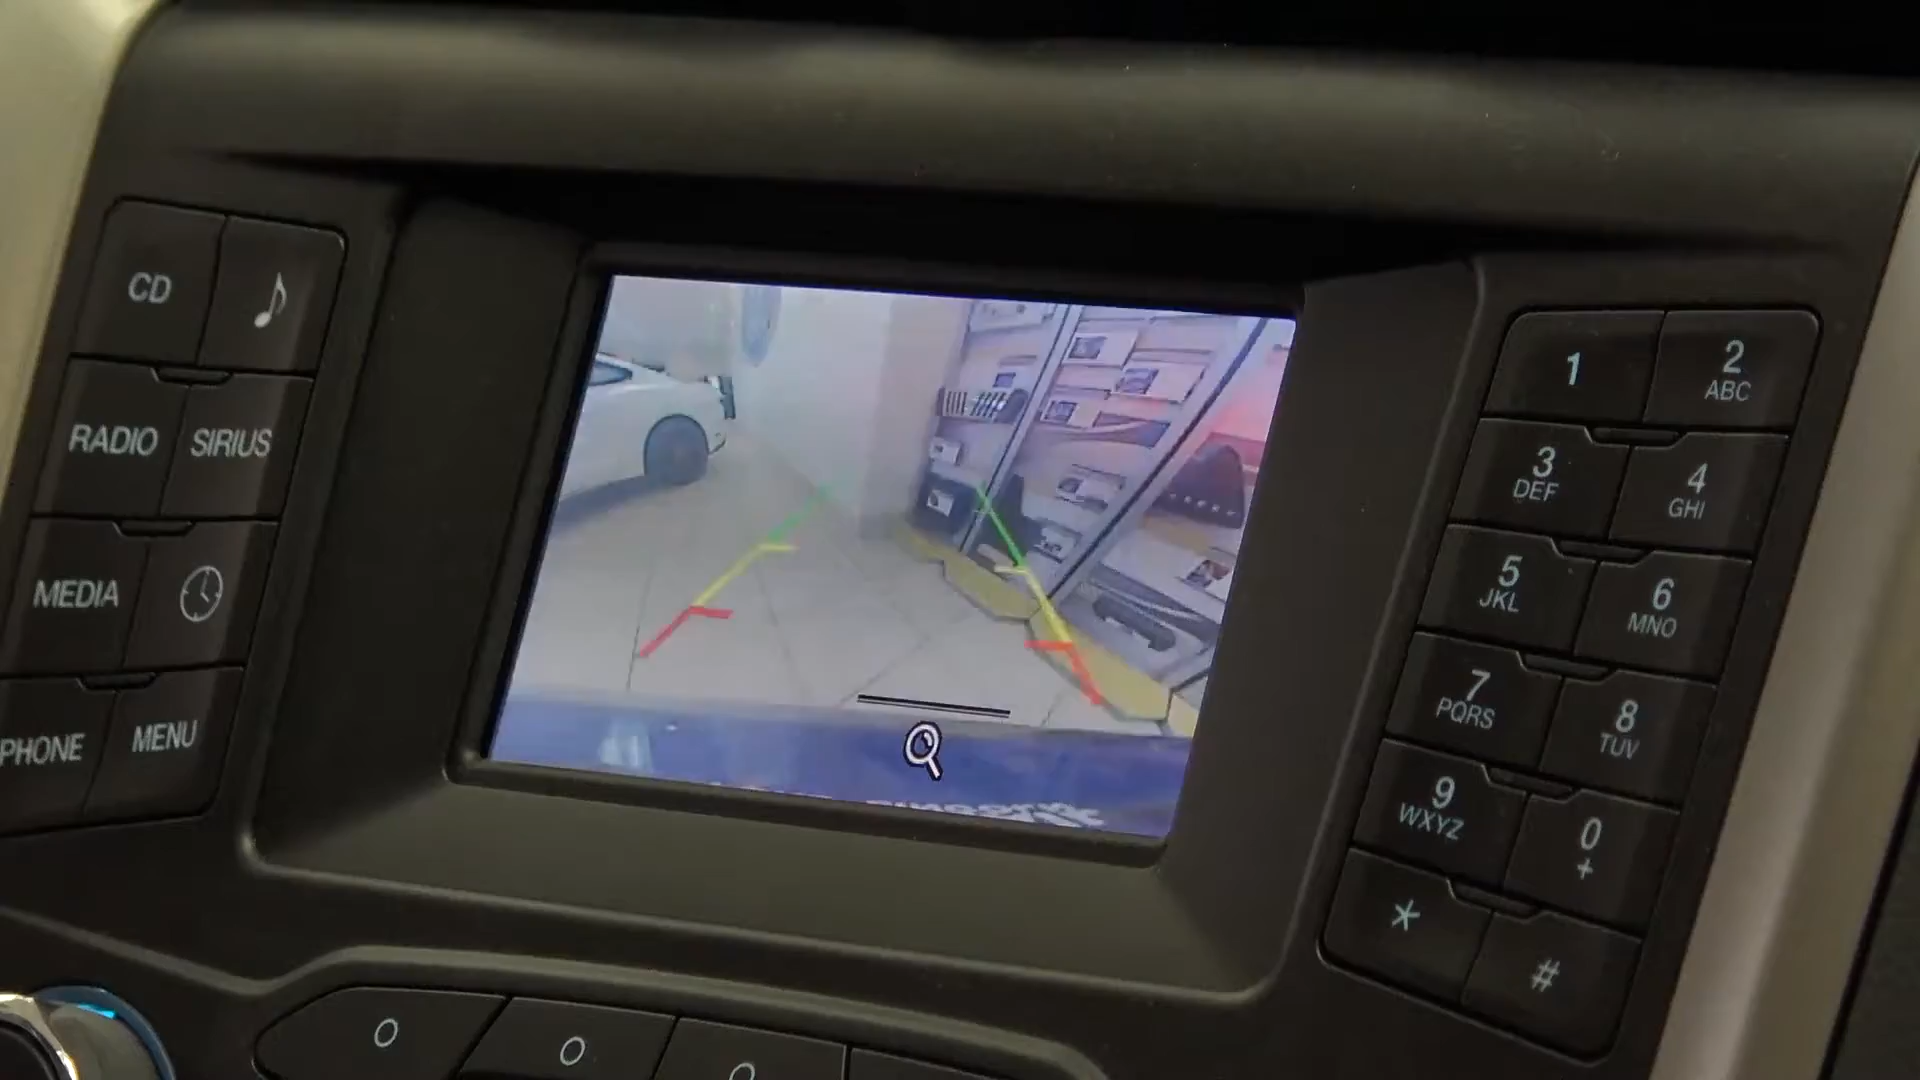 CD
RADIO SIRIUS
MEDIA
PHONE MENU
1
2
ABC
3
DEF
4
GHI
5
JKL
6
MNO
7
PQRS
8
TUV
9
WXYZ
0
+
*
#